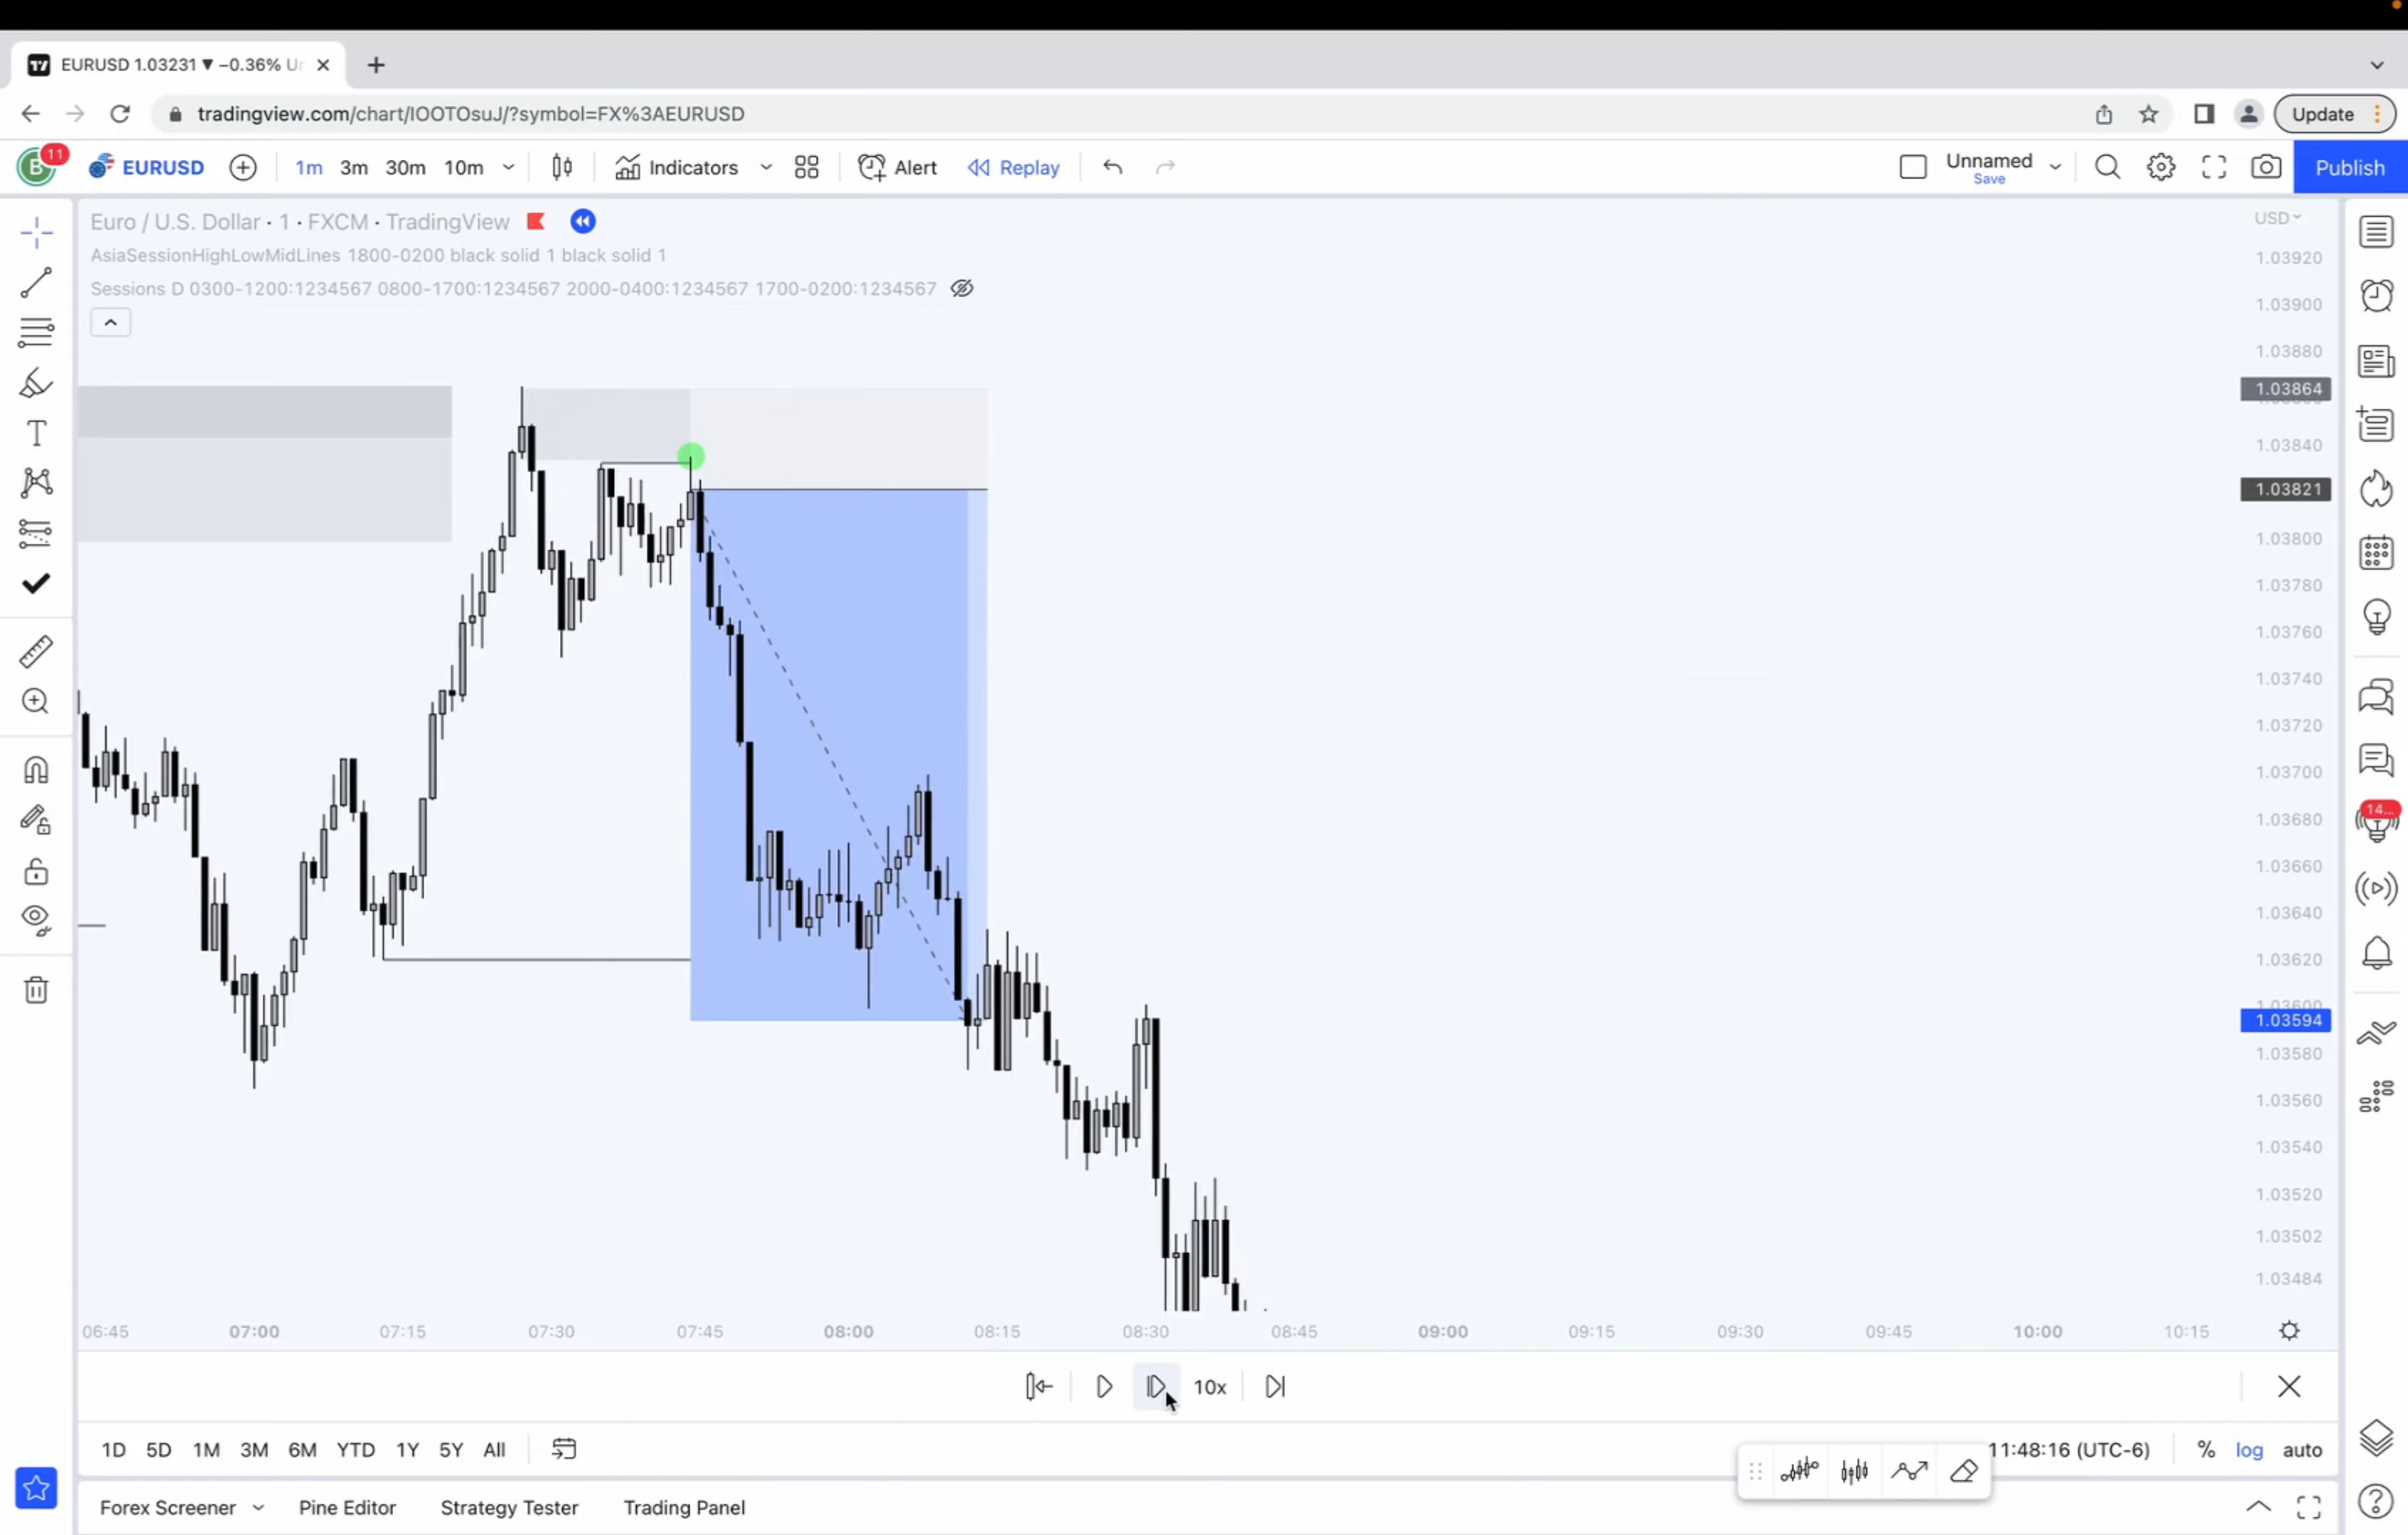 EURUSD 1.03231 ▼ −0.36% Un
tradingview.com/chart/IOOTOsuJ/?symbol=FX%3AEURUSD
Update
B 11 EURUSD 1m 3m 30m 10m Indicators Alert Replay Unnamed Publish
Save
Euro / U.S. Dollar · 1 · FXCM · TradingView
AsiaSessionHighLowMidLines 1800-0200 black solid 1 black solid 1
Sessions D 0300-1200:1234567 0800-1700:1234567 2000-0400:1234567 1700-0200:1234567
USD
1.03920
1.03900
1.03880
1.03864
1.03840
1.03821
1.03800
1.03780
1.03760
1.03740
1.03720
1.03700
1.03680
1.03660
1.03640
1.03620
1.03600
1.03594
1.03580
1.03560
1.03540
1.03520
1.03502
1.03484
14...
06:45 07:00 07:15 07:30 07:45 08:00 08:15 08:30 08:45 09:00 09:15 09:30 09:45 10:00 10:15
10x
1D 5D 1M 3M 6M YTD 1Y 5Y All
11:48:16 (UTC-6) % log auto
Forex Screener Pine Editor Strategy Tester Trading Panel